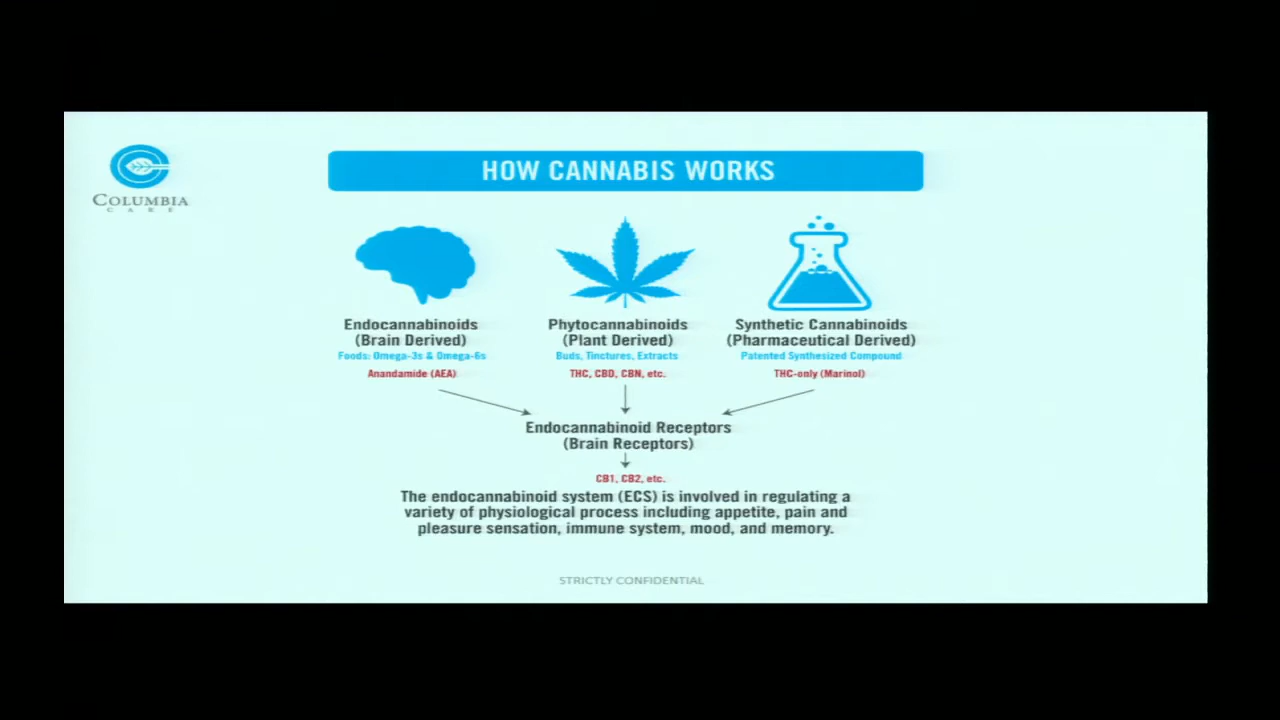 COLUMBIA
CARE
HOW CANNABIS WORKS
Endocannabinoids
(Brain Derived)
Foods: Omega-3s & Omega-6s
Anandamide (AEA)
Phytocannabinoids
(Plant Derived)
Buds, Tinctures, Extracts
THC, CBD, CBN, etc.
Synthetic Cannabinoids
(Pharmaceutical Derived)
Patented Synthesized Compound
THC-only (Marinol)
Endocannabinoid Receptors
(Brain Receptors)
CB1, CB2, etc.
The endocannabinoid system (ECS) is involved in regulating a
variety of physiological process including appetite, pain and
pleasure sensation, immune system, mood, and memory.
STRICTLY CONFIDENTIAL